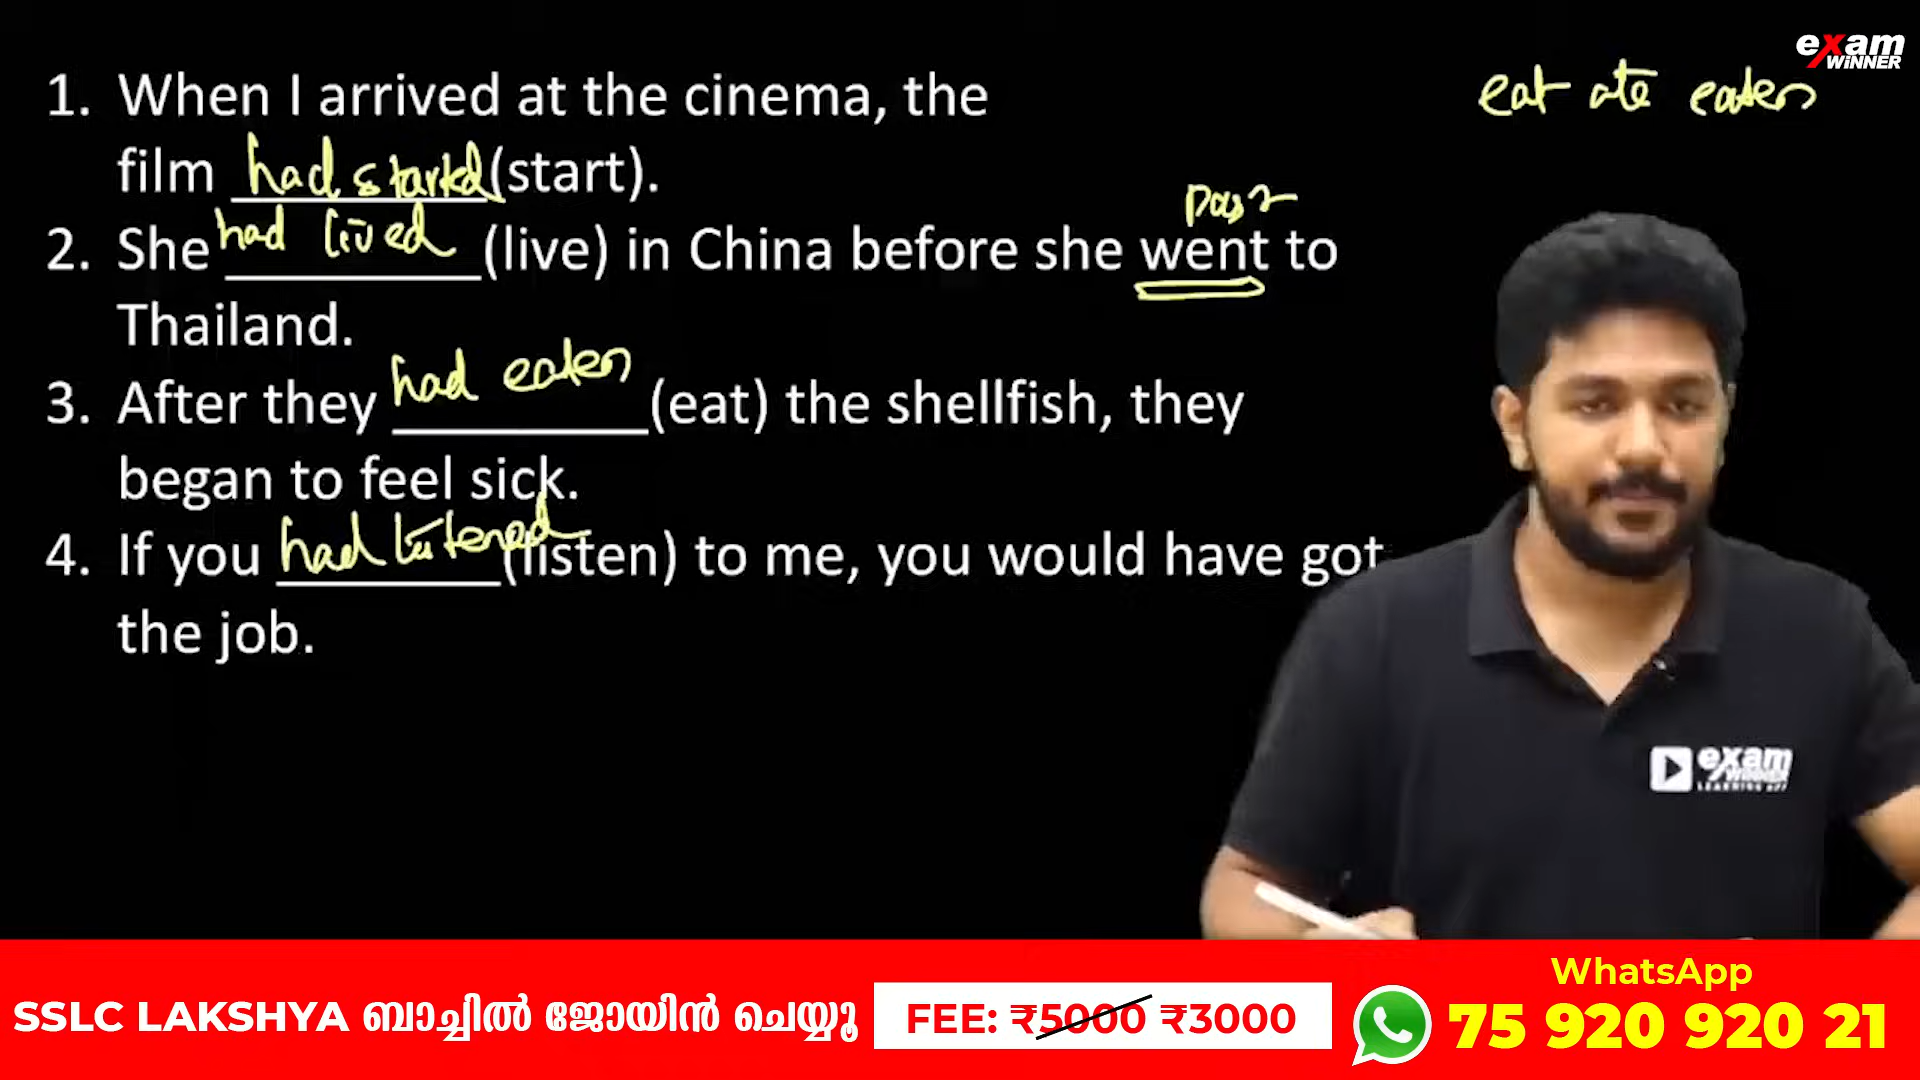 exam
WINNER
eat ate eaten
1. When I arrived at the cinema, the
film had started (start).
past
2. She had lived (live) in China before she went to
Thailand.
3. After they had eaten (eat) the shellfish, they
began to feel sick.
4. If you had listened (listen) to me, you would have got
the job.
exam
WINNER
LEARNING APP
SSLC LAKSHYA ബാച്ചിൽ ജോയിൻ ചെയ്യൂ
FEE: ₹5000 ₹3000
WhatsApp
75 920 920 21